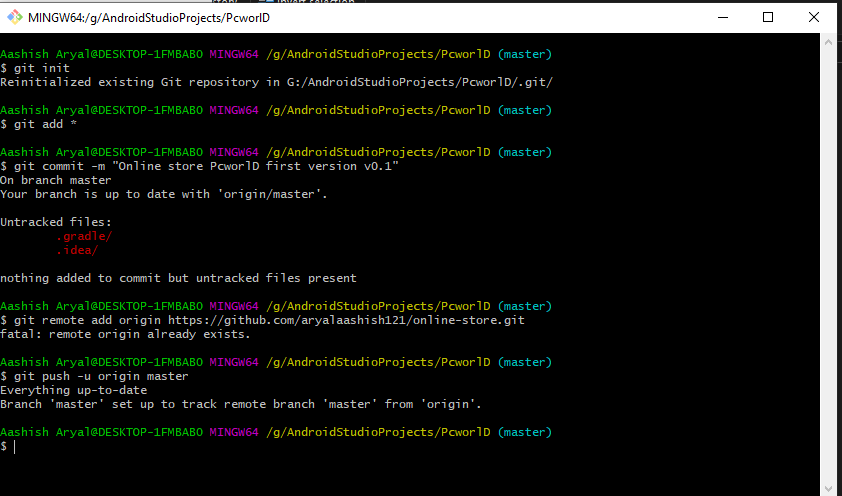 MINGW64:/g/AndroidStudioProjects/PcworlD
Aashish Aryal@DESKTOP-1FMBABO MINGW64 /g/AndroidStudioProjects/PcworlD (master)
$ git init
Reinitialized existing Git repository in G:/AndroidStudioProjects/PcworlD/.git/
Aashish Aryal@DESKTOP-1FMBABO MINGW64 /g/AndroidStudioProjects/PcworlD (master)
$ git add *
Aashish Aryal@DESKTOP-1FMBABO MINGW64 /g/AndroidStudioProjects/PcworlD (master)
$ git commit -m "Online store PcworlD first version v0.1"
On branch master
Your branch is up to date with 'origin/master'.
Untracked files:
.gradle/
.idea/
nothing added to commit but untracked files present
Aashish Aryal@DESKTOP-1FMBABO MINGW64 /g/AndroidStudioProjects/PcworlD (master)
$ git remote add origin https://github.com/aryalaashish121/online-store.git
fatal: remote origin already exists.
Aashish Aryal@DESKTOP-1FMBABO MINGW64 /g/AndroidStudioProjects/PcworlD (master)
$ git push -u origin master
Everything up-to-date
Branch 'master' set up to track remote branch 'master' from 'origin'.
Aashish Aryal@DESKTOP-1FMBABO MINGW64 /g/AndroidStudioProjects/PcworlD (master)
$